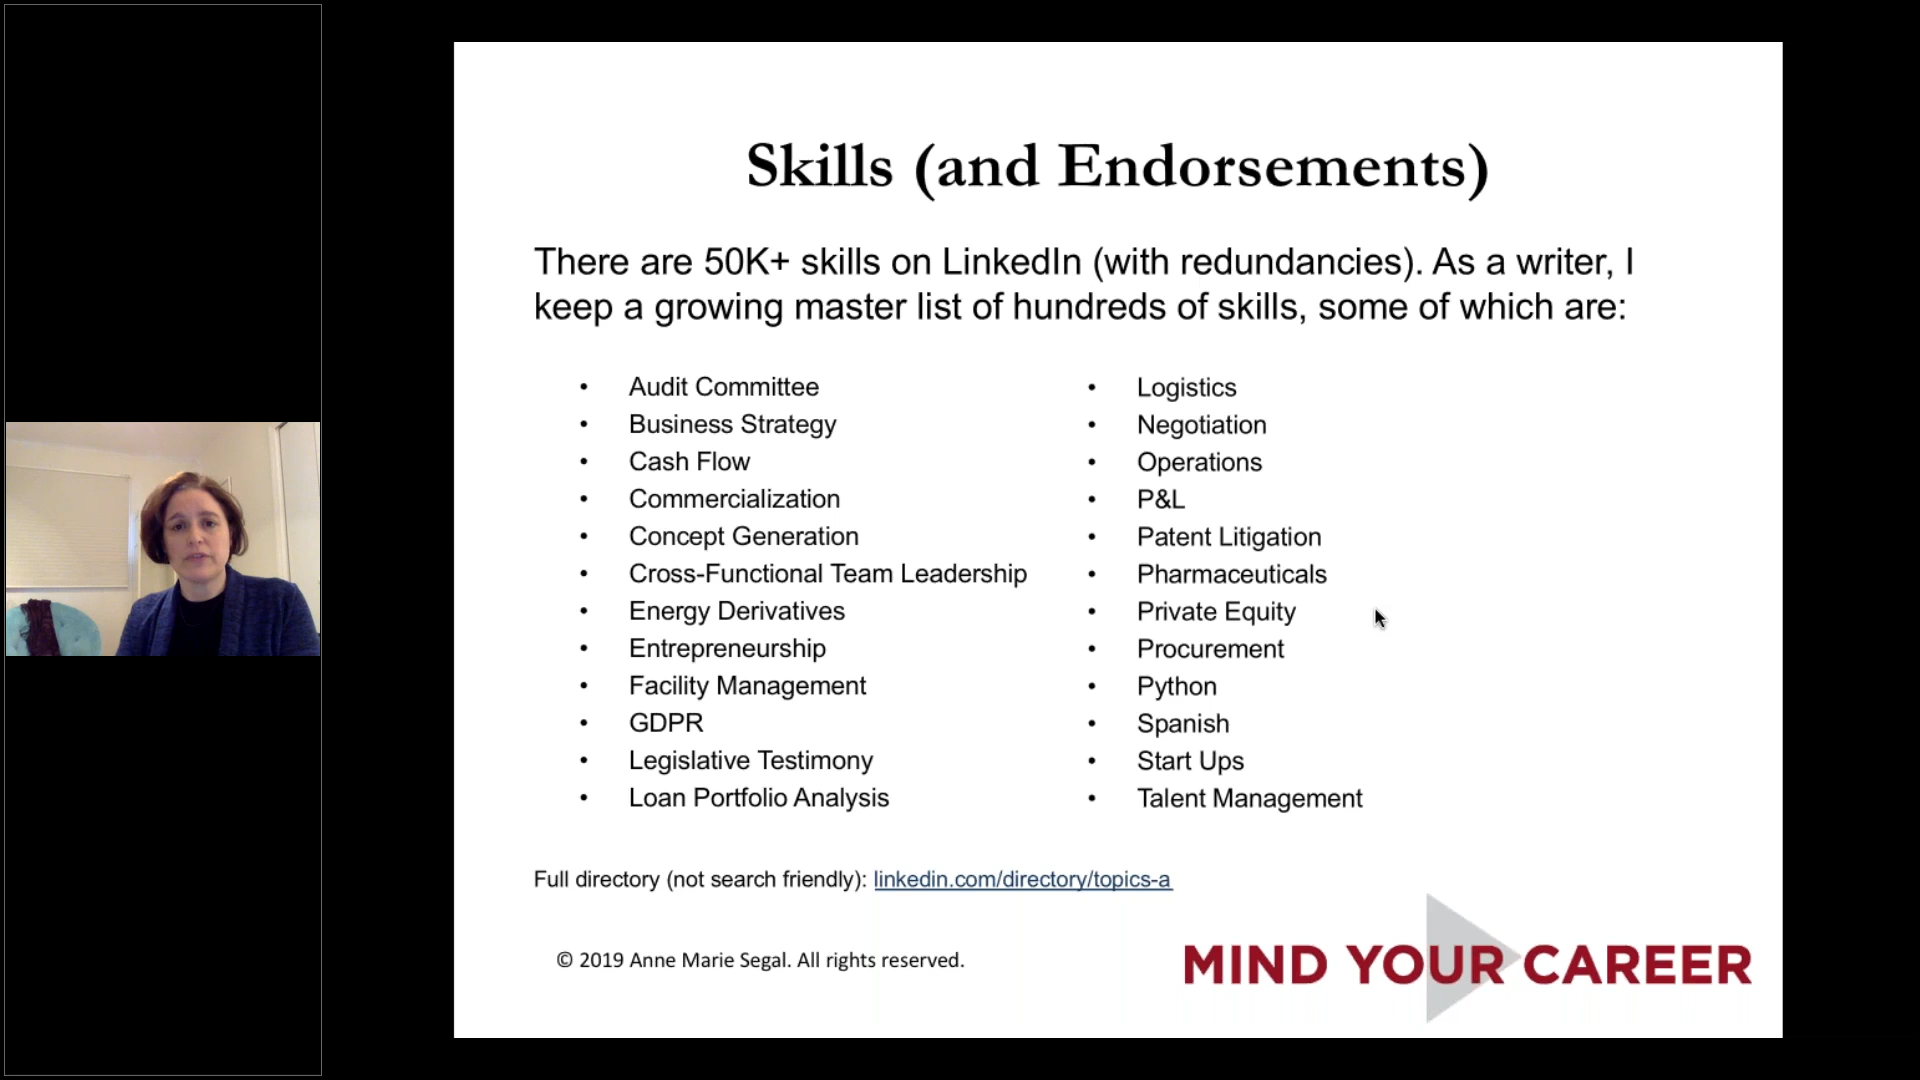 Skills (and Endorsements)
There are 50K+ skills on LinkedIn (with redundancies). As a writer, I
keep a growing master list of hundreds of skills, some of which are:
• Audit Committee
• Business Strategy
• Cash Flow
• Commercialization
• Concept Generation
• Cross-Functional Team Leadership
• Energy Derivatives
• Entrepreneurship
• Facility Management
• GDPR
• Legislative Testimony
• Loan Portfolio Analysis
• Logistics
• Negotiation
• Operations
• P&L
• Patent Litigation
• Pharmaceuticals
• Private Equity
• Procurement
• Python
• Spanish
• Start Ups
• Talent Management
Full directory (not search friendly): linkedin.com/directory/topics-a
© 2019 Anne Marie Segal. All rights reserved.
MIND YOUR CAREER